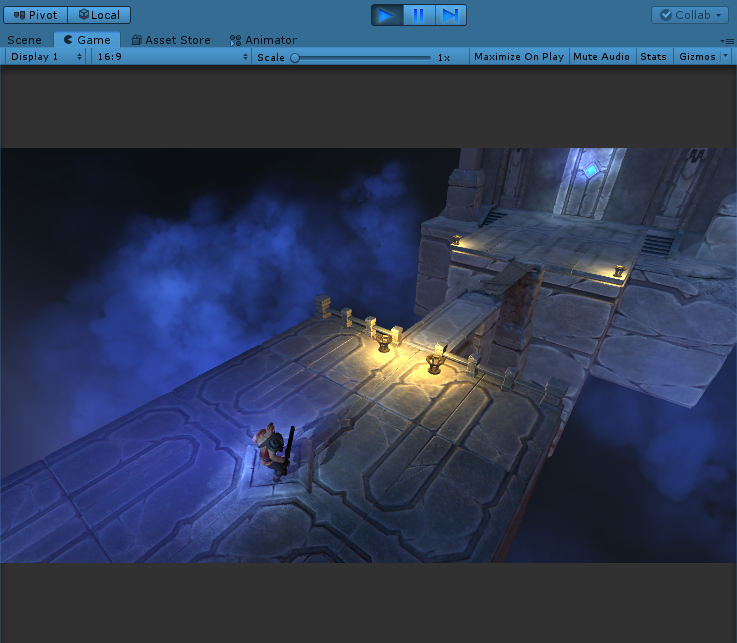 Pivot Local Collab
Scene Game Asset Store Animator
Display 1 16:9 Scale 1x Maximize On Play Mute Audio Stats Gizmos